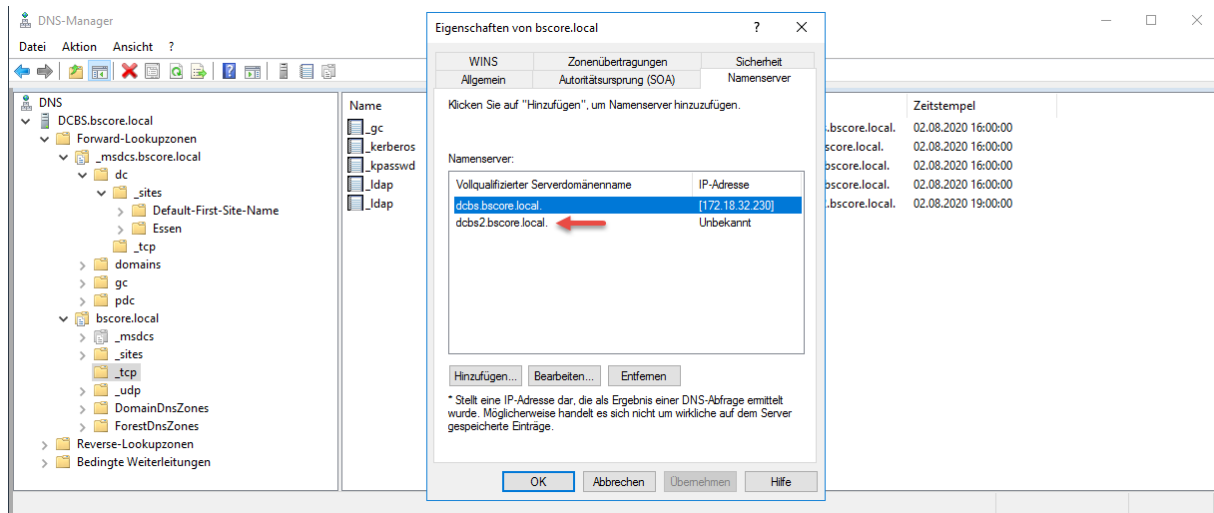 DNS-Manager
Datei Aktion Ansicht ?
DNS
DCBS.bscore.local
Forward-Lookupzonen
_msdcs.bscore.local
dc
_sites
Default-First-Site-Name
Essen
_tcp
domains
gc
pdc
bscore.local
_msdcs
_sites
_tcp
_udp
DomainDnsZones
ForestDnsZones
Reverse-Lookupzonen
Bedingte Weiterleitungen
Name
_gc
_kerberos
_kpasswd
_ldap
_ldap
Eigenschaften von bscore.local ?
WINS Zonenübertragungen Sicherheit
Allgemein Autoritätsursprung (SOA) Namenserver
Klicken Sie auf "Hinzufügen", um Namenserver hinzuzufügen.
Namenserver:
Vollqualifizierter Serverdomänenname IP-Adresse
dcbs.bscore.local. [172.18.32.230]
dcbs2.bscore.local. Unbekannt
Hinzufügen... Bearbeiten... Entfernen
* Stellt eine IP-Adresse dar, die als Ergebnis einer DNS-Abfrage ermittelt
wurde. Möglicherweise handelt es sich nicht um wirkliche auf dem Server
gespeicherte Einträge.
OK Abbrechen Übernehmen Hilfe
Zeitstempel
.bscore.local. 02.08.2020 16:00:00
score.local. 02.08.2020 16:00:00
bscore.local. 02.08.2020 16:00:00
bscore.local. 02.08.2020 16:00:00
.bscore.local. 02.08.2020 19:00:00